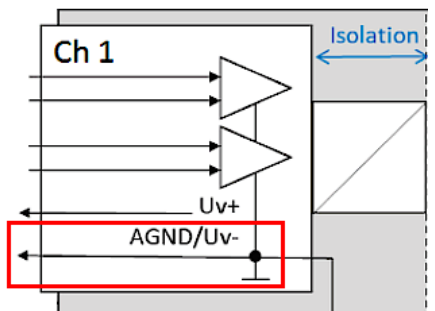 Isolation
Ch 1
Uv+
AGND/Uv-